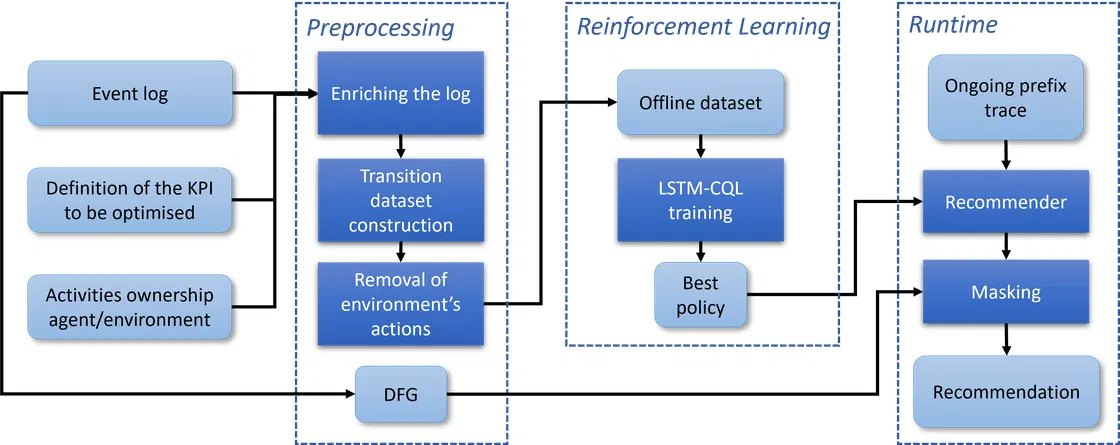 Preprocessing
Reinforcement Learning
Runtime
Event log
Definition of the KPI
to be optimised
Activities ownership
agent/environment
Enriching the log
Transition
dataset
construction
Removal of
environment's
actions
DFG
Offline dataset
LSTM-CQL
training
Best
policy
Ongoing prefix
trace
Recommender
Masking
Recommendation